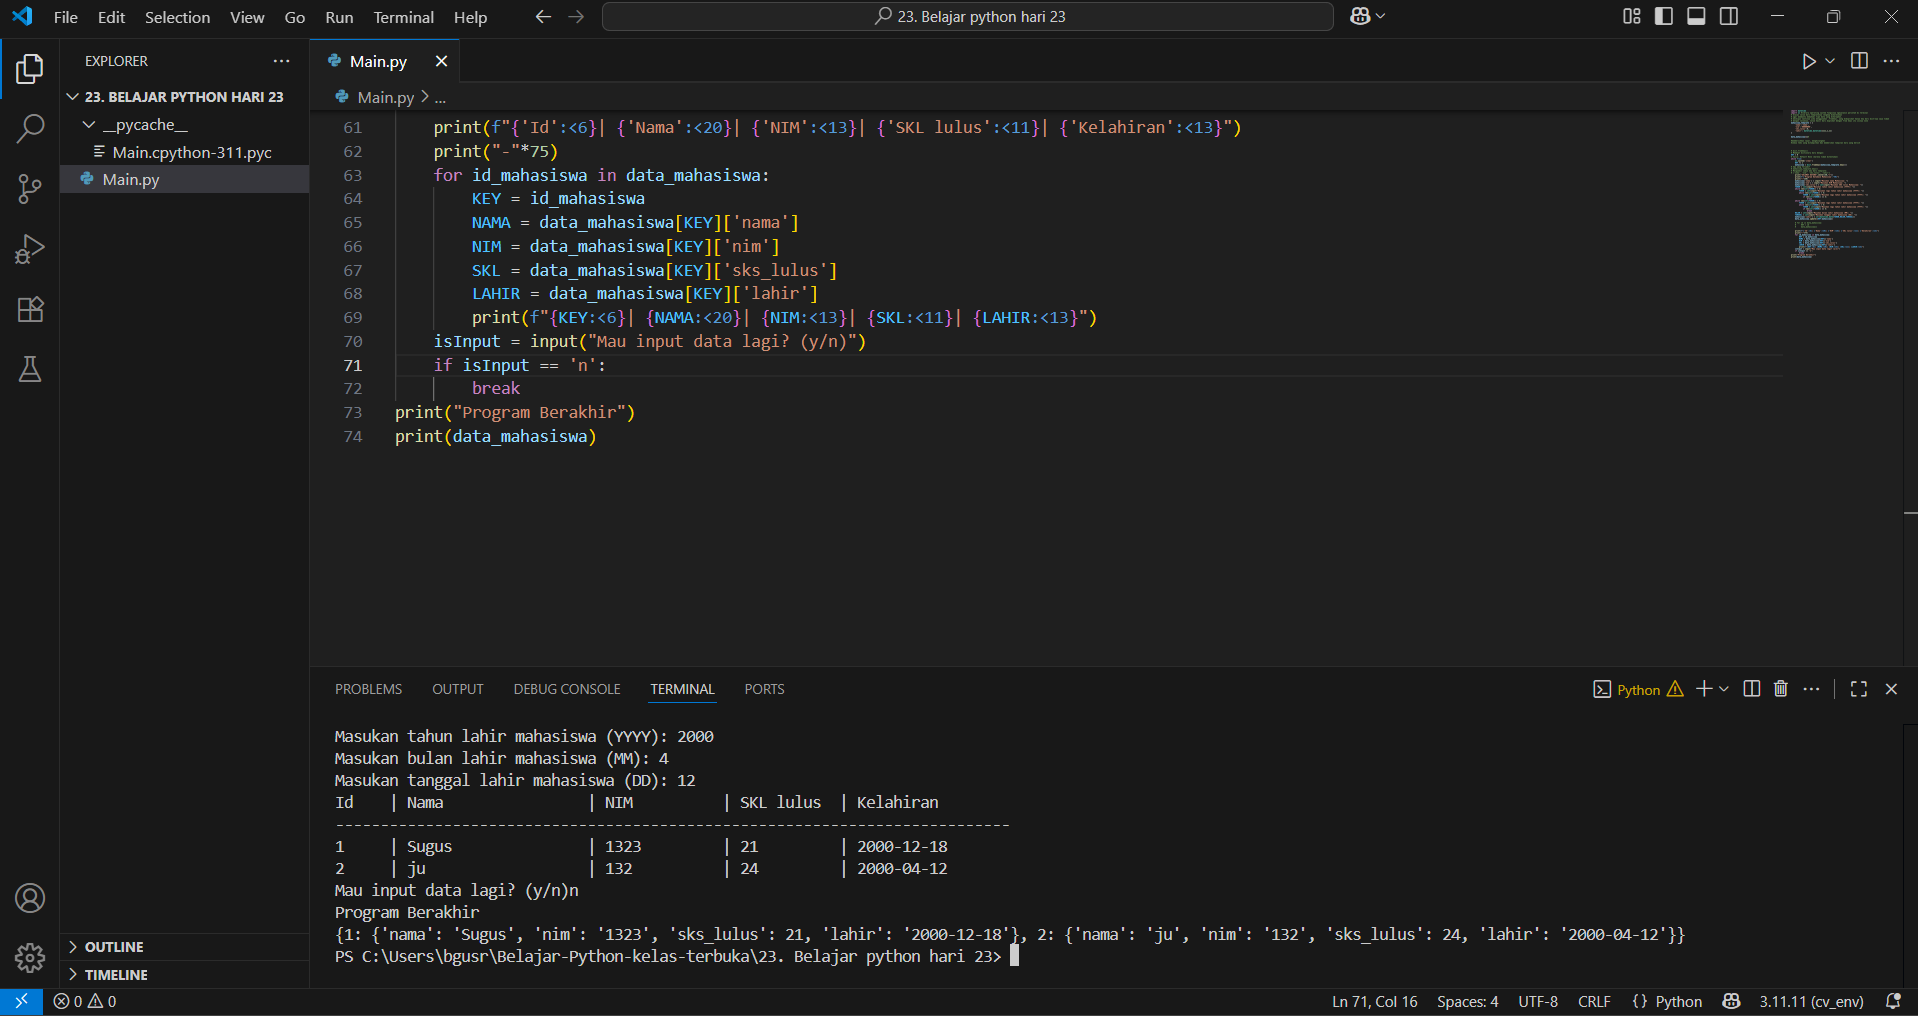 File Edit Selection View Go Run Terminal Help
23. Belajar python hari 23
EXPLORER
23. BELAJAR PYTHON HARI 23
__pycache__
Main.cpython-311.pyc
Main.py
OUTLINE
TIMELINE
Main.py
Main.py > ...
61 print(f"{'Id':<6}| {'Nama':<20}| {'NIM':<13}| {'SKL lulus':<11}| {'Kelahiran':<13}")
62 print("-"*75)
63 for id_mahasiswa in data_mahasiswa:
64 KEY = id_mahasiswa
65 NAMA = data_mahasiswa[KEY]['nama']
66 NIM = data_mahasiswa[KEY]['nim']
67 SKL = data_mahasiswa[KEY]['sks_lulus']
68 LAHIR = data_mahasiswa[KEY]['lahir']
69 print(f"{KEY:<6}| {NAMA:<20}| {NIM:<13}| {SKL:<11}| {LAHIR:<13}")
70 isInput = input("Mau input data lagi? (y/n)")
71 if isInput == 'n':
72 break
73 print("Program Berakhir")
74 print(data_mahasiswa)
PROBLEMS OUTPUT DEBUG CONSOLE TERMINAL PORTS
Python
Masukan tahun lahir mahasiswa (YYYY): 2000
Masukan bulan lahir mahasiswa (MM): 4
Masukan tanggal lahir mahasiswa (DD): 12
Id | Nama | NIM | SKL lulus | Kelahiran
---------------------------------------------------------------------------
1 | Sugus | 1323 | 21 | 2000-12-18
2 | ju | 132 | 24 | 2000-04-12
Mau input data lagi? (y/n)n
Program Berakhir
{1: {'nama': 'Sugus', 'nim': '1323', 'sks_lulus': 21, 'lahir': '2000-12-18'}, 2: {'nama': 'ju', 'nim': '132', 'sks_lulus': 24, 'lahir': '2000-04-12'}}
PS C:\Users\bgusr\Belajar-Python-kelas-terbuka\23. Belajar python hari 23>
0 0
Ln 71, Col 16 Spaces: 4 UTF-8 CRLF {} Python 3.11.11 (cv_env)